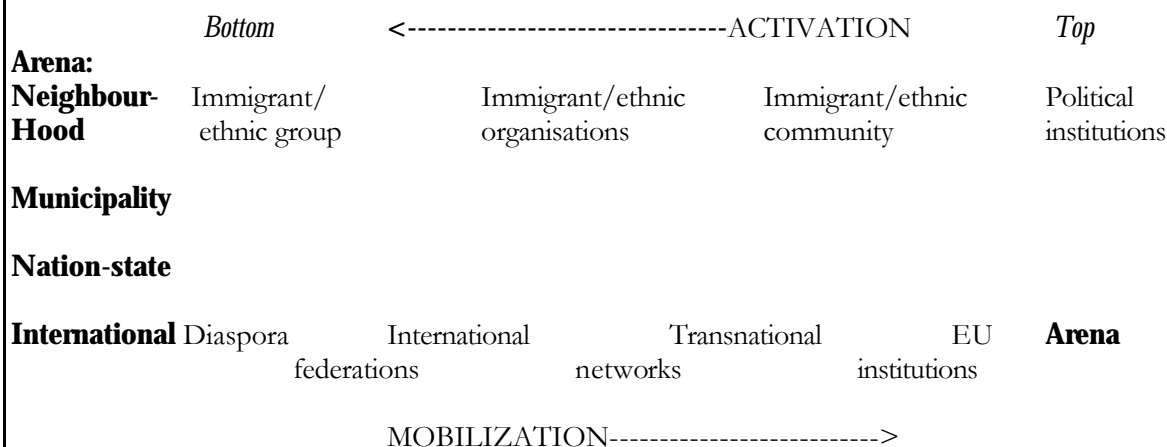 Bottom <------------------------------ACTIVATION Top
Arena:
Neighbour- Immigrant/ Immigrant/ethnic Immigrant/ethnic Political
Hood ethnic group organisations community institutions
Municipality
Nation-state
International Diaspora International Transnational EU Arena
federations networks institutions
MOBILIZATION--------------------------->